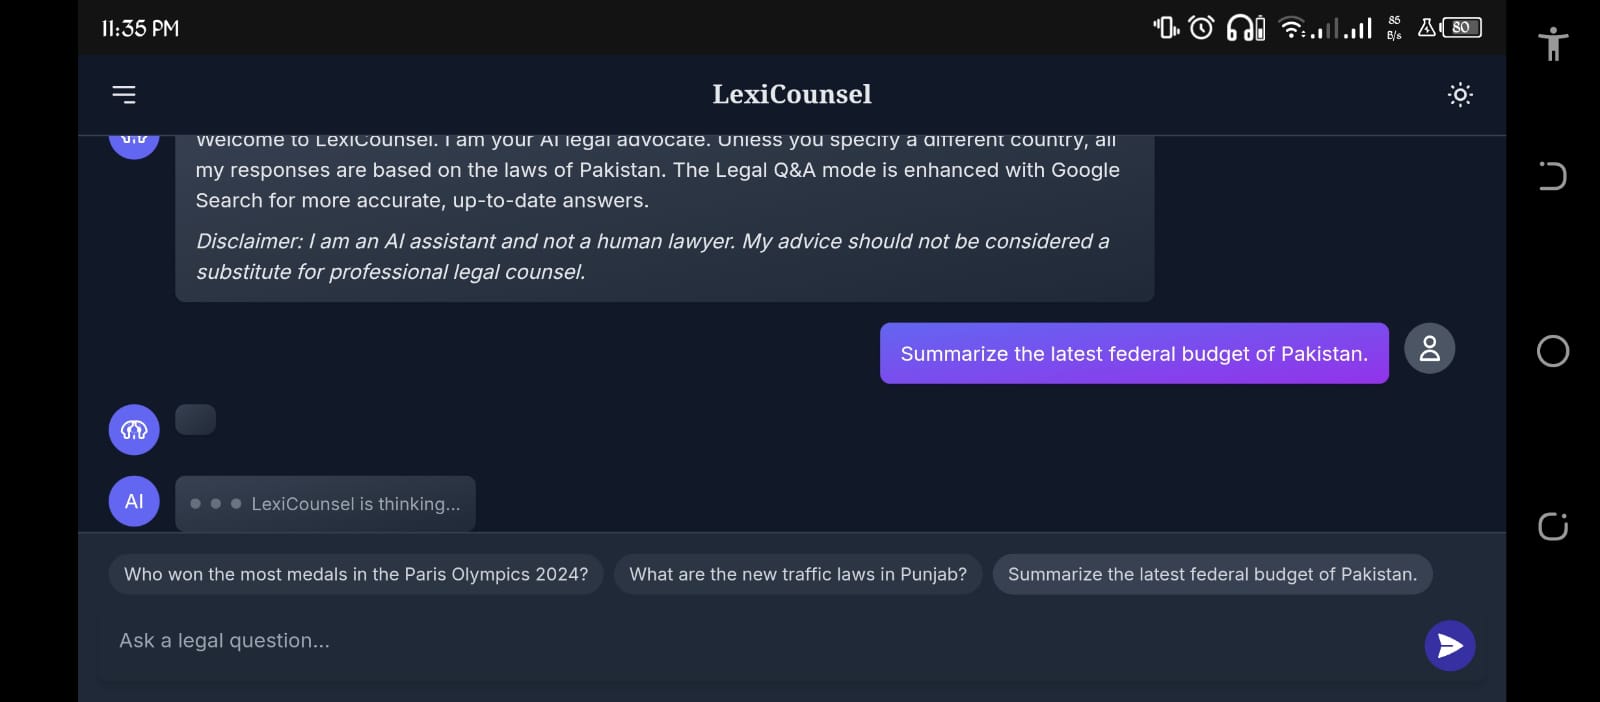 11:35 PM
85
B/s
80
LexiCounsel
Welcome to LexiCounsel. I am your AI legal advocate. Unless you specify a different country, all
my responses are based on the laws of Pakistan. The Legal Q&A mode is enhanced with Google
Search for more accurate, up-to-date answers.
Disclaimer: I am an AI assistant and not a human lawyer. My advice should not be considered a
substitute for professional legal counsel.
Summarize the latest federal budget of Pakistan.
AI
LexiCounsel is thinking...
Who won the most medals in the Paris Olympics 2024?
What are the new traffic laws in Punjab?
Summarize the latest federal budget of Pakistan.
Ask a legal question...